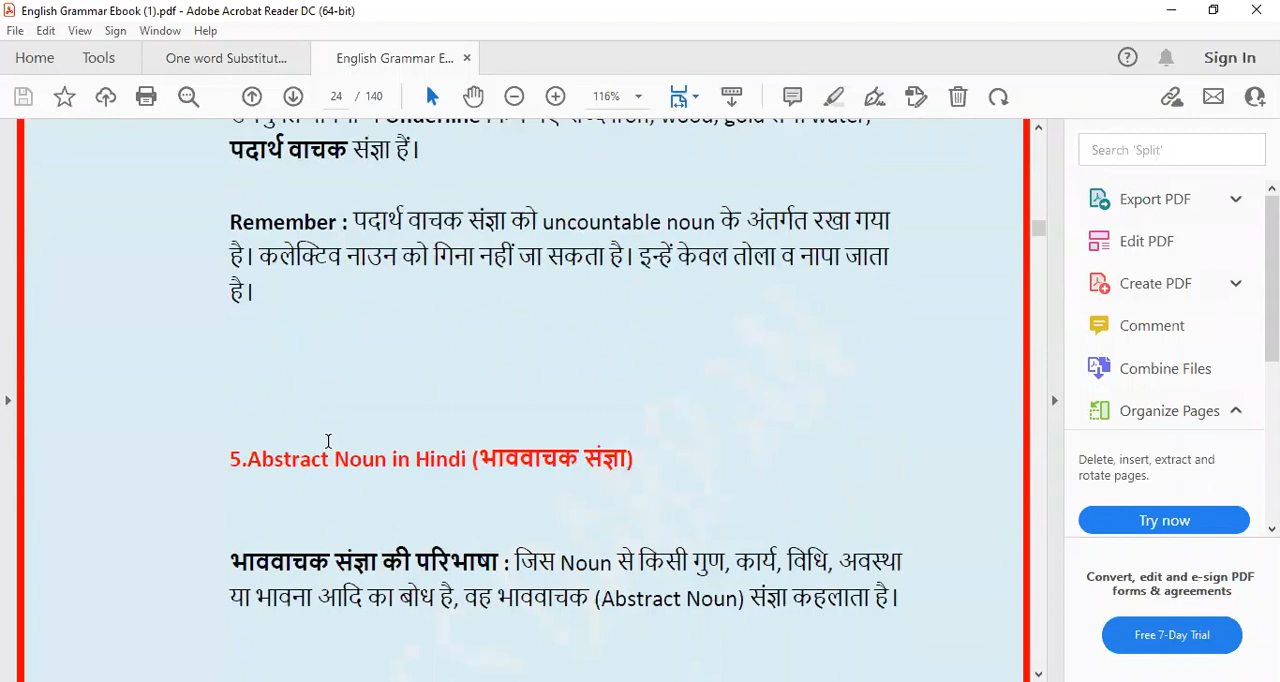 English Grammar Ebook (1).pdf - Adobe Acrobat Reader DC (64-bit)
File Edit View Sign Window Help
Home Tools One word Substitut... English Grammar E... × Sign In
24 / 140 116%
Underline iron, wood, gold water,
पदार्थ वाचक संज्ञा हैं।
Remember : पदार्थ वाचक संज्ञा को uncountable noun के अंतर्गत रखा गया
है। कलेक्टिव नाउन को गिना नहीं जा सकता है। इन्हें केवल तोला व नापा जाता
है।
5.Abstract Noun in Hindi (भाववाचक संज्ञा)
भाववाचक संज्ञा की परिभाषा : जिस Noun से किसी गुण, कार्य, विधि, अवस्था
या भावना आदि का बोध है, वह भाववाचक (Abstract Noun) संज्ञा कहलाता है।
Search 'Split'
Export PDF
Edit PDF
Create PDF
Comment
Combine Files
Organize Pages
Delete, insert, extract and
rotate pages.
Try now
Convert, edit and e-sign PDF
forms & agreements
Free 7-Day Trial